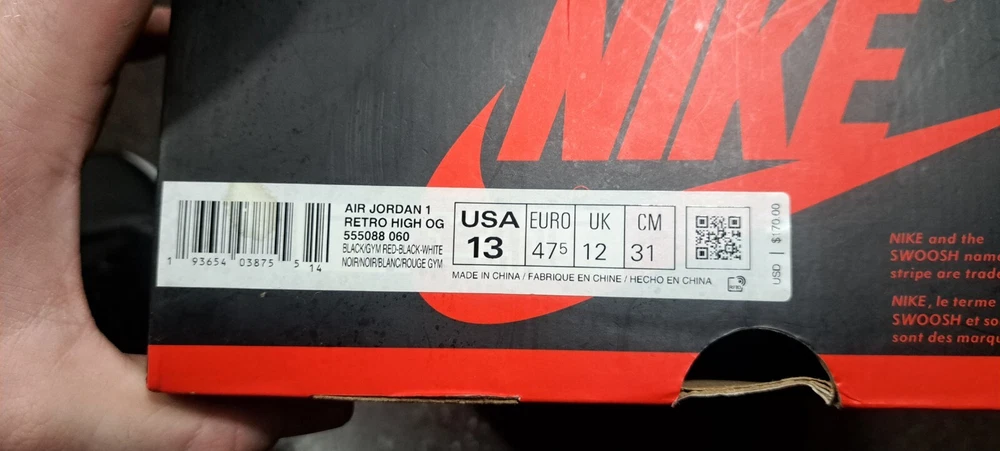 NIKE
AIR JORDAN 1
RETRO HIGH OG
555088 060
BLACK/GYM RED-BLACK-WHITE
NOIR/NOIR/BLANC/ROUGE GYM
1 93654 03875 5 14
USA EURO UK CM
13 47⁵ 12 31
MADE IN CHINA / FABRIQUE EN CHINE / HECHO EN CHINA
USD | $170.00
NIKE and the
SWOOSH name
stripe are trade
NIKE, le terme
SWOOSH et so
sont des marqu